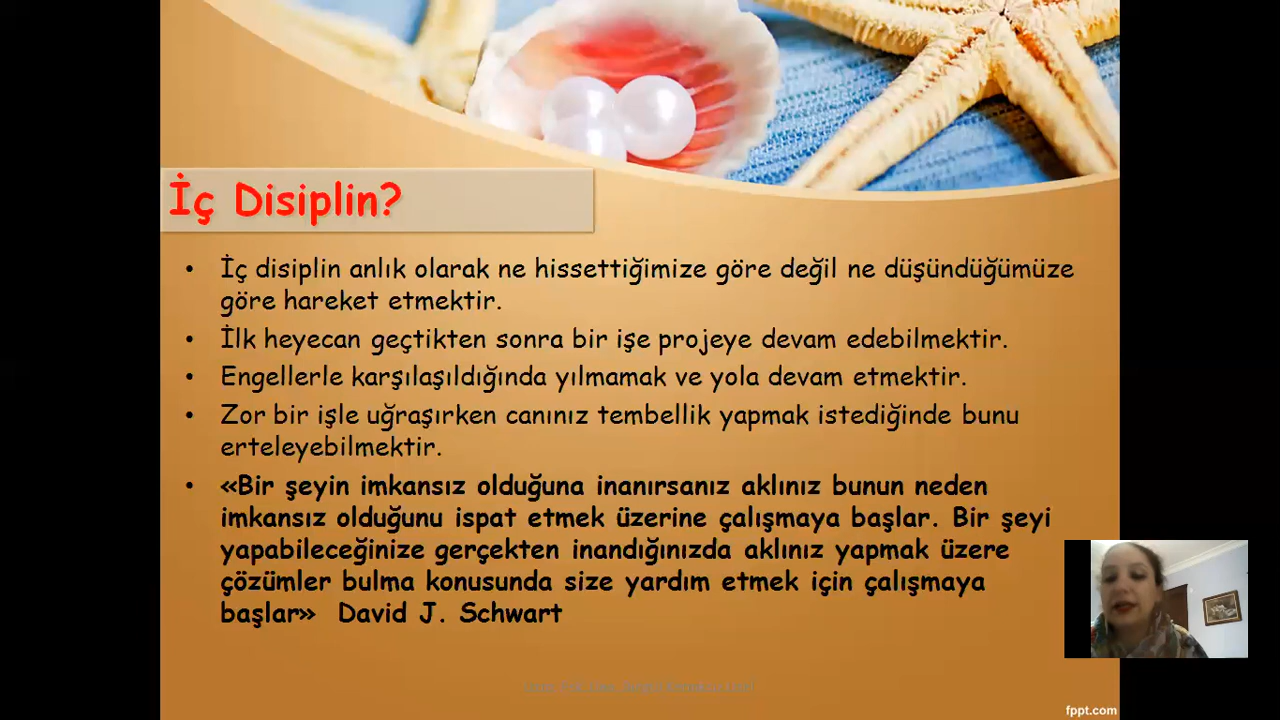 İç Disiplin?
• İç disiplin anlık olarak ne hissettiğimize göre değil ne düşündüğümüze
göre hareket etmektir.
• İlk heyecan geçtikten sonra bir işe projeye devam edebilmektir.
• Engellerle karşılaşıldığında yılmamak ve yola devam etmektir.
• Zor bir işle uğraşırken canınız tembellik yapmak istediğinde bunu
erteleyebilmektir.
• «Bir şeyin imkansız olduğuna inanırsanız aklınız bunun neden
imkansız olduğunu ispat etmek üzerine çalışmaya başlar. Bir şeyi
yapabileceğinize gerçekten inandığınızda aklınız yapmak üzere
çözümler bulma konusunda size yardım etmek için çalışmaya
başlar» David J. Schwart
fppt.com